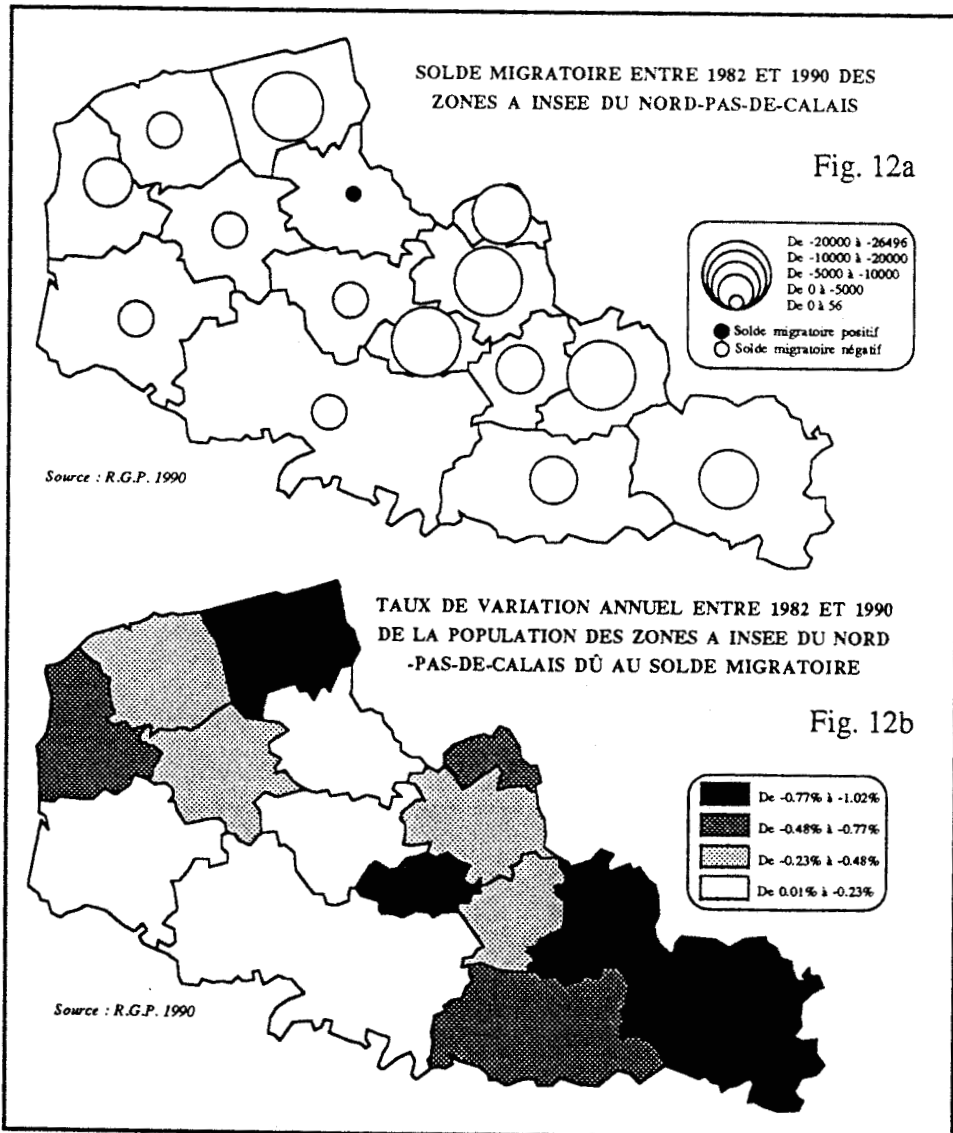 SOLDE MIGRATOIRE ENTRE 1982 ET 1990 DES
ZONES A INSEE DU NORD-PAS-DE-CALAIS
Fig. 12a
De -20000 à -26496
De -10000 à -20000
De -5000 à -10000
De 0 à -5000
De 0 à 56
Solde migratoire positif
Solde migratoire négatif
Source : R.G.P. 1990
TAUX DE VARIATION ANNUEL ENTRE 1982 ET 1990
DE LA POPULATION DES ZONES A INSEE DU NORD
-PAS-DE-CALAIS DÛ AU SOLDE MIGRATOIRE
Fig. 12b
De -0.77% à -1.02%
De -0.48% à -0.77%
De -0.23% à -0.48%
De 0.01% à -0.23%
Source : R.G.P. 1990